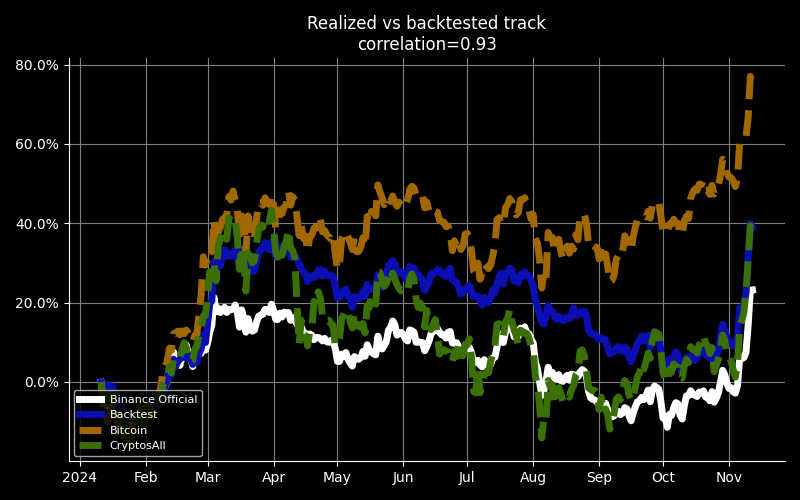 Realized vs backtested track
correlation=0.93
80.0%
60.0%
40.0%
20.0%
0.0%
Binance Official
Backtest
Bitcoin
CryptosAll
2024 Feb Mar Apr May Jun Jul Aug Sep Oct Nov